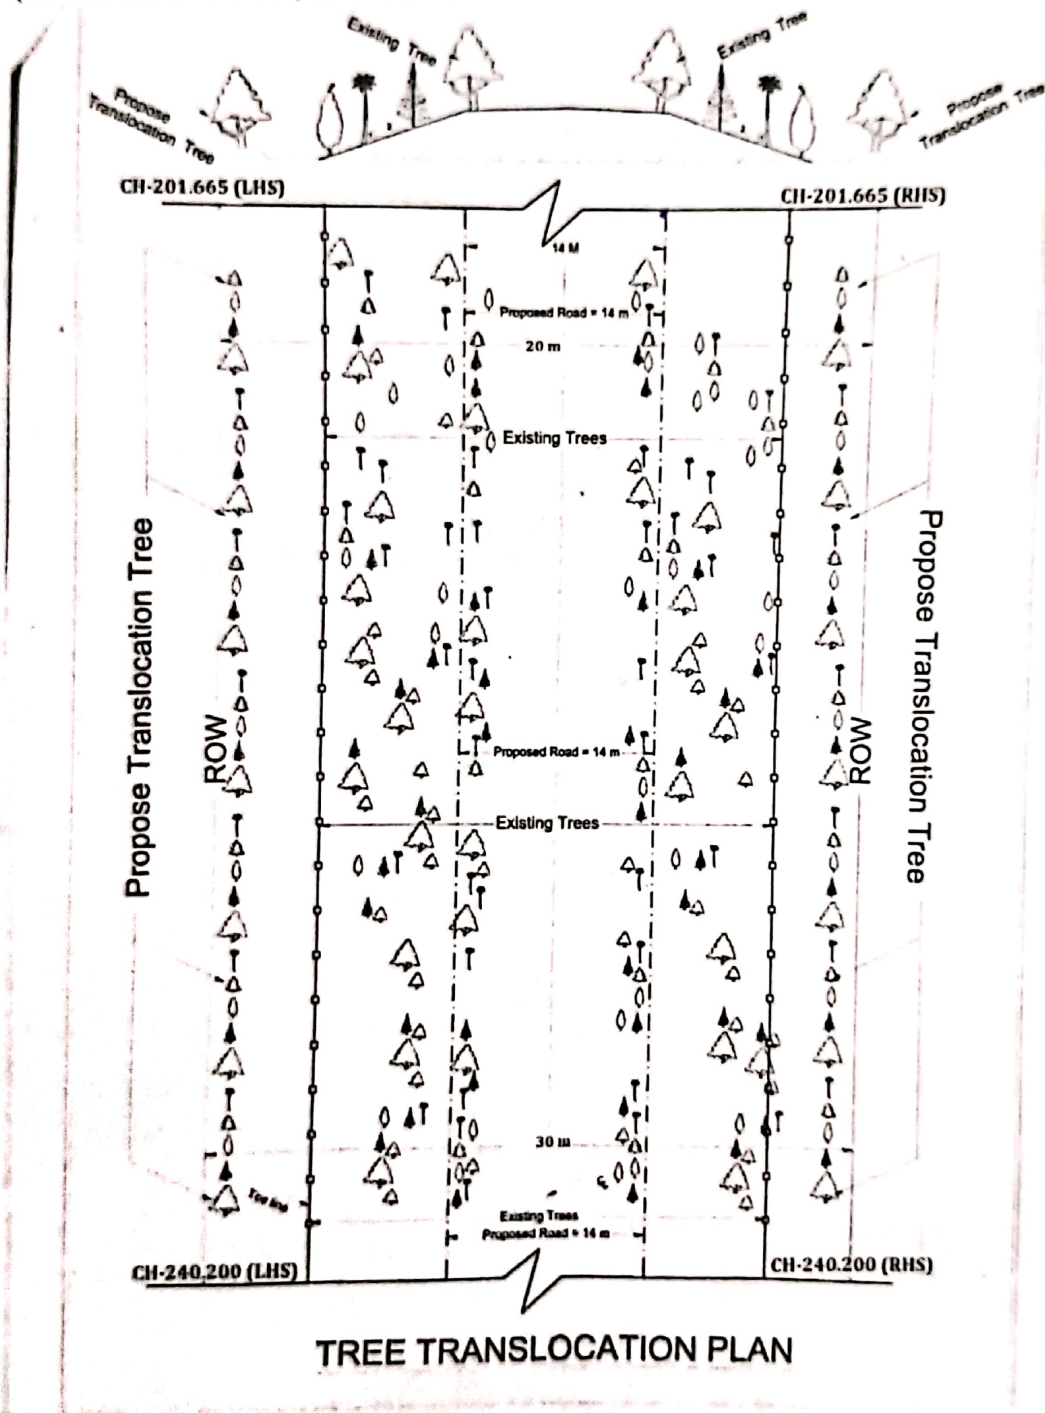 Existing Tree
Existing Tree
Propose
Translocation Tree
Propose
Translocation Tree
CH-201.665 (LHS)
CH-201.665 (RHS)
14 M
Proposed Road = 14 m
20 m
Existing Trees
Propose Translocation Tree
ROW
Propose Translocation Tree
ROW
Proposed Road = 14 m
Existing Trees
30 m
Toe line
Existing Trees
Proposed Road = 14 m
CH-240.200 (LHS)
CH-240.200 (RHS)
TREE TRANSLOCATION PLAN